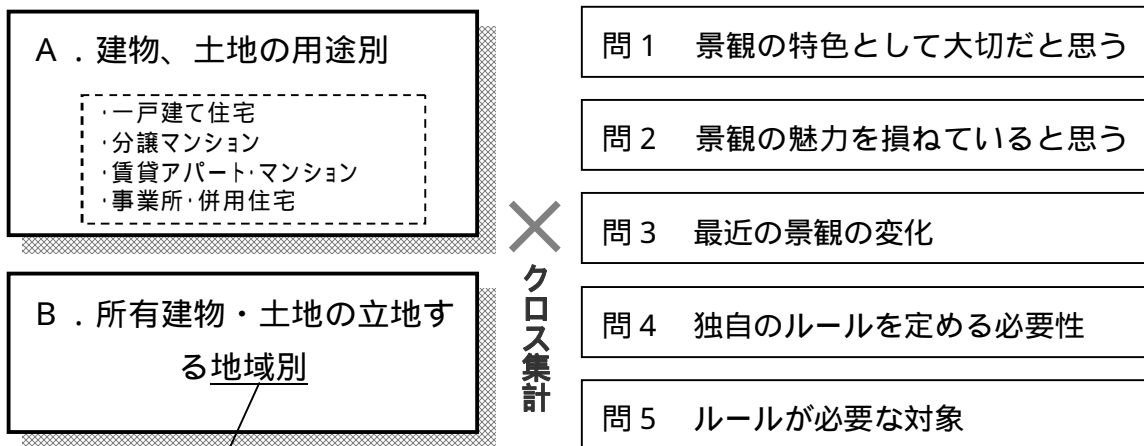 A．建物、土地の用途別
・一戸建て住宅
・分譲マンション
・賃貸アパート・マンション
・事業所・併用住宅
B．所有建物・土地の立地す
る地域別
×
クロス集計
問１　景観の特色として大切だと思う
問２　景観の魅力を損ねていると思う
問３　最近の景観の変化
問４　独自のルールを定める必要性
問５　ルールが必要な対象